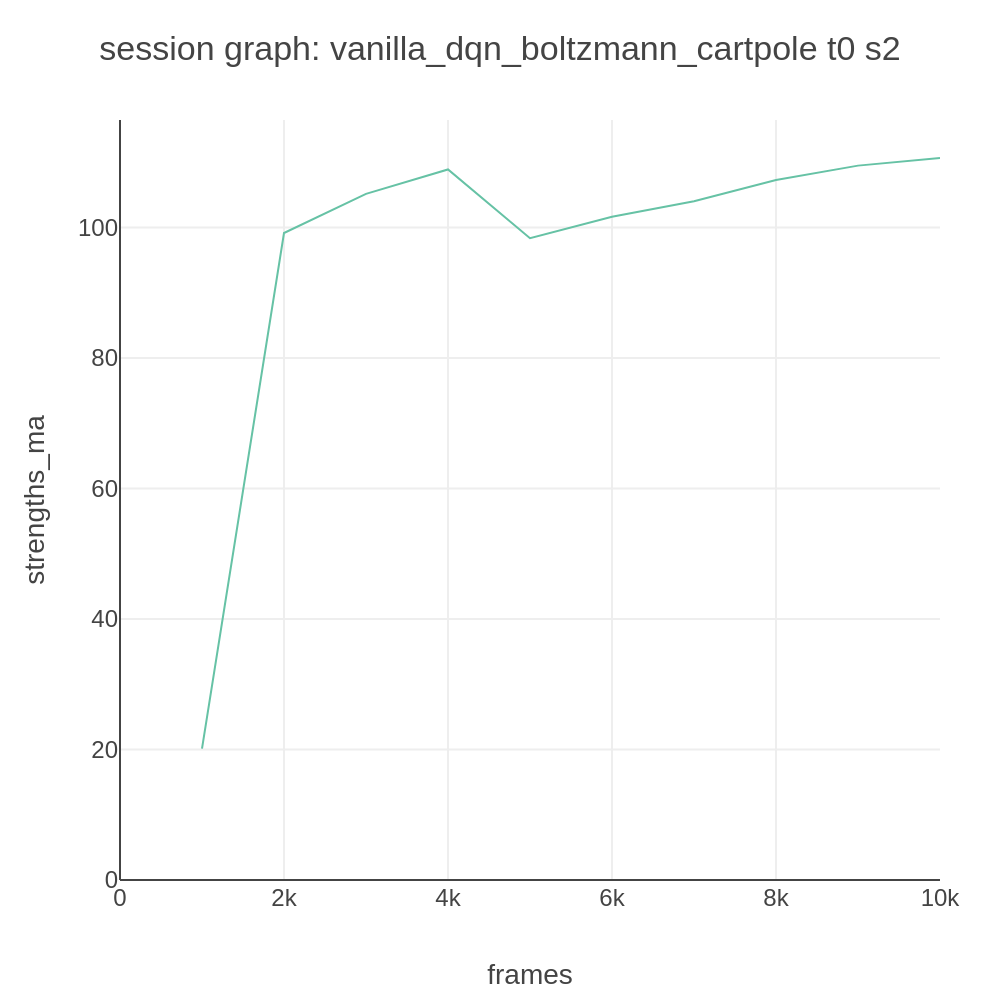 session graph: vanilla_dqn_boltzmann_cartpole t0 s2
strengths_ma
100
80
60
40
20
0
0 2k 4k 6k 8k 10k
frames